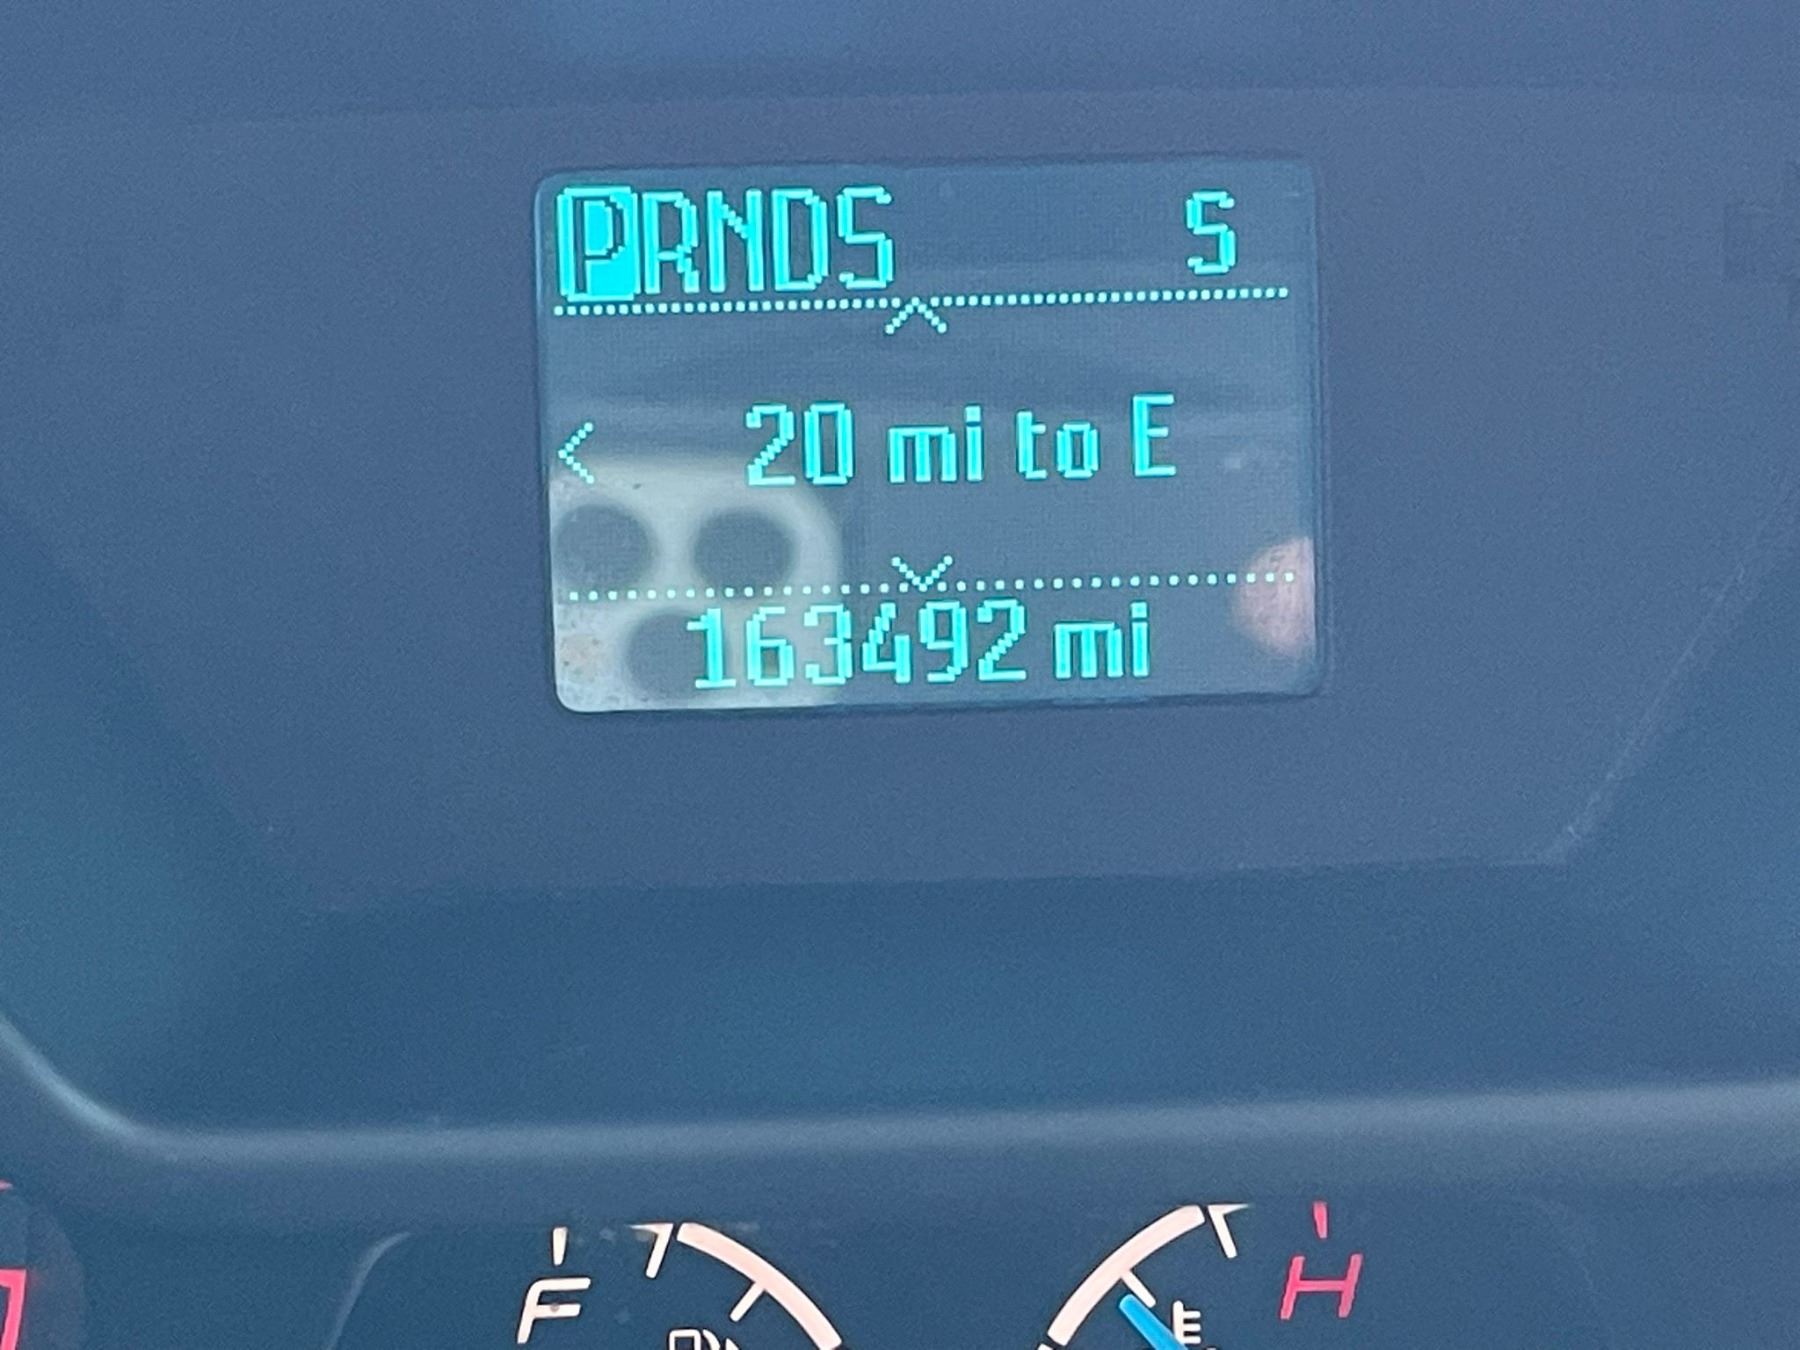 PRNDS S
20 mi to E
163492 mi
F H